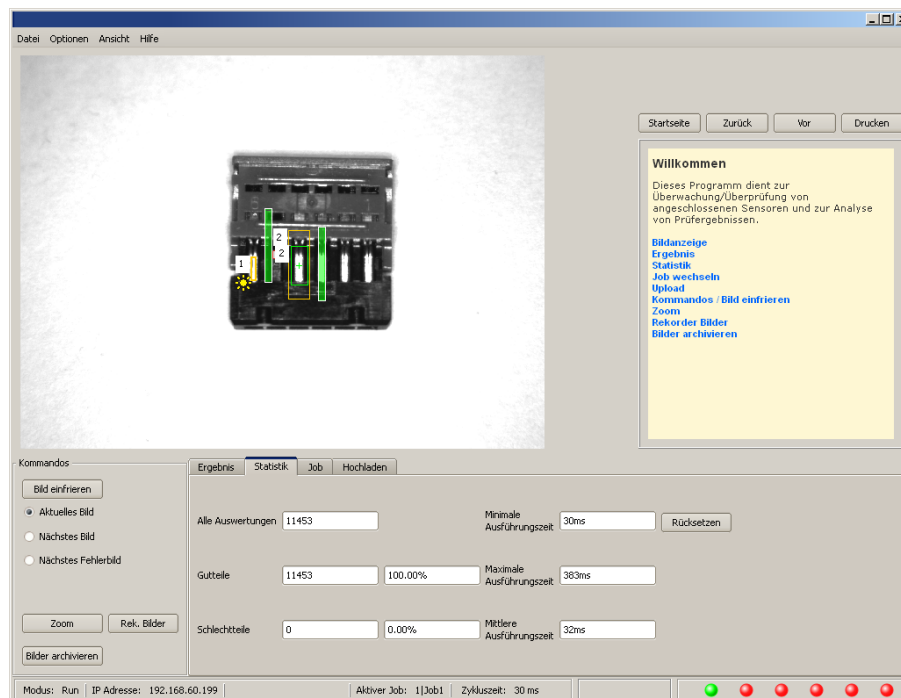 Datei Optionen Ansicht Hilfe
Startseite Zurück Vor Drucken
Willkommen
Dieses Programm dient zur
Überwachung/Überprüfung von
angeschlossenen Sensoren und zur Analyse
von Prüfergebnissen.
Bildanzeige
Ergebnis
Statistik
Job wechseln
Upload
Kommandos / Bild einfrieren
Zoom
Rekorder Bilder
Bilder archivieren
2
2
1
Kommandos
Bild einfrieren
Aktuelles Bild
Nächstes Bild
Nächstes Fehlerbild
Zoom Rek. Bilder
Bilder archivieren
Ergebnis Statistik Job Hochladen
Alle Auswertungen 11453
Minimale
Ausführungszeit 30ms Rücksetzen
Gutteile 11453 100.00%
Maximale
Ausführungszeit 383ms
Schlechtteile 0 0.00%
Mittlere
Ausführungszeit 32ms
Modus: Run IP Adresse: 192.168.60.199 Aktiver Job: 1|Job1 Zykluszeit: 30 ms